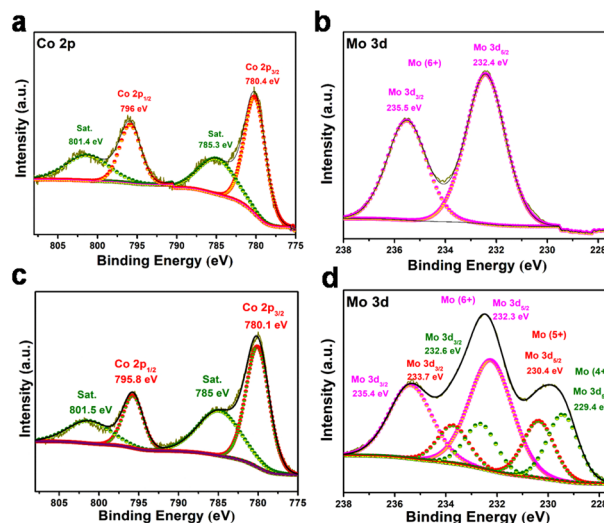 a
Co 2p
Co 2p3/2
780.4 eV
Co 2p1/2
796 eV
Sat.
801.4 eV
Sat.
785.3 eV
Intensity (a.u.)
805 800 795 790 785 780 775
Binding Energy (eV)
b
Mo 3d
Mo 3d5/2
232.4 eV
Mo (6+)
Mo 3d3/2
235.5 eV
Intensity (a.u.)
238 236 234 232 230 228
Binding Energy (eV)
c
Co 2p3/2
780.1 eV
Co 2p1/2
795.8 eV
Sat.
801.5 eV
Sat.
785 eV
Intensity (a.u.)
805 800 795 790 785 780 775
Binding Energy (eV)
d
Mo 3d
Mo (6+)
Mo 3d5/2
232.3 eV
Mo 3d3/2
232.6 eV
Mo (5+)
Mo 3d3/2
233.7 eV
Mo 3d5/2
230.4 eV
Mo (4+
Mo 3d3/2
235.4 eV
Mo 3d5
229.4 eV
Intensity (a.u.)
238 236 234 232 230 228
Binding Energy (eV)